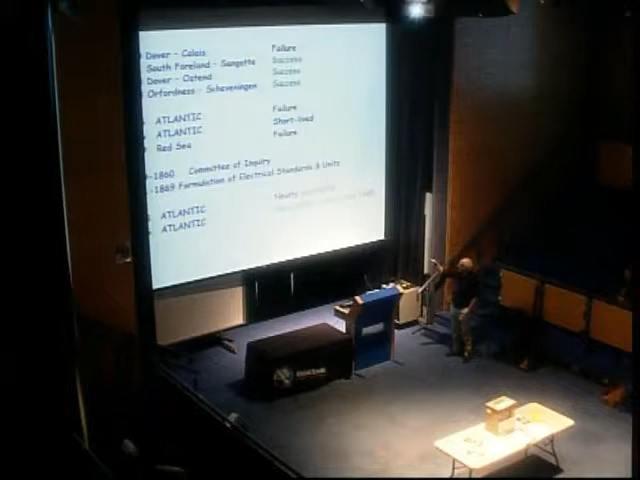 Dover - Calais Failure
South Foreland - Sangatte Success
Dover - Ostend Success
Orfordness - Scheveningen Success
ATLANTIC Failure
ATLANTIC Short-lived
Red Sea Failure
-1860 Committee of Inquiry
-1869 Formulation of Electrical Standards & Units
ATLANTIC Nearly
ATLANTIC